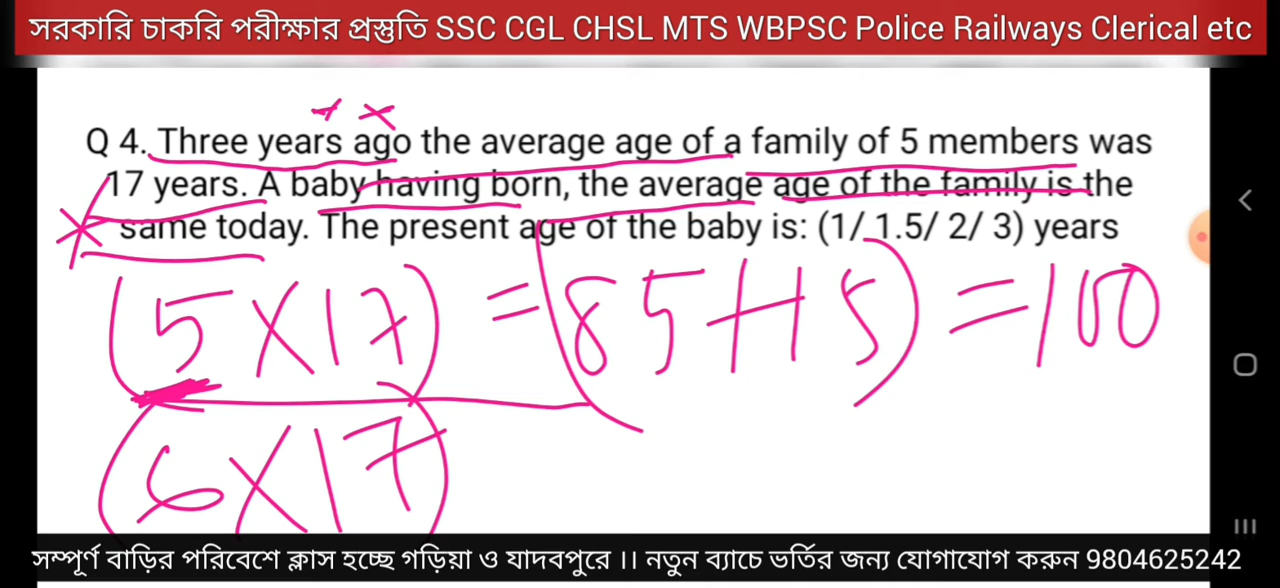 সরকারি চাকরি পরীক্ষার প্রস্তুতি SSC CGL CHSL MTS WBPSC Police Railways Clerical etc
Q 4. Three years ago the average age of a family of 5 members was
17 years. A baby having born, the average age of the family is the
same today. The present age of the baby is: (1/ 1.5/ 2/ 3) years
(5×17) = (85+15) = 100
(6×17)
সম্পূর্ণ বাড়ির পরিবেশে ক্লাস হচ্ছে গড়িয়া ও যাদবপুরে ।। নতুন ব্যাচে ভর্তির জন্য যোগাযোগ করুন 9804625242